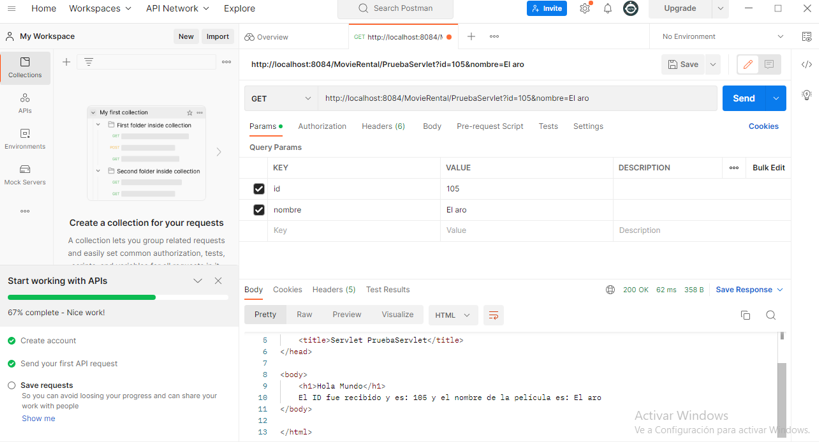 Home Workspaces API Network Explore Search Postman Invite Upgrade
My Workspace New Import Overview GET http://localhost:8084/M No Environment
Collections
APIs
Environments
Mock Servers
My first collection
First folder inside collection
GET
POST
GET
Second folder inside collection
GET
GET
Create a collection for your requests
A collection lets you group related requests
and easily set common authorization, tests,
Start working with APIs
67% complete - Nice work!
Create account
Send your first API request
Save requests
So you can avoid loosing your progress and can share your
work with people
Show me
http://localhost:8084/MovieRental/PruebaServlet?id=105&nombre=El aro Save
GET http://localhost:8084/MovieRental/PruebaServlet?id=105&nombre=El aro Send
Params Authorization Headers (6) Body Pre-request Script Tests Settings Cookies
Query Params
KEY VALUE DESCRIPTION Bulk Edit
id 105
nombre El aro
Key Value Description
Body Cookies Headers (5) Test Results 200 OK 62 ms 358 B Save Response
Pretty Raw Preview Visualize HTML
5 <title>Servlet PruebaServlet</title>
6 </head>
7
8 <body>
9 <h1>Hola Mundo</h1>
10 El ID fue recibido y es: 105 y el nombre de la película es: El aro
11 </body>
12
13 </html>
Activar Windows
Ve a Configuración para activar Windows.